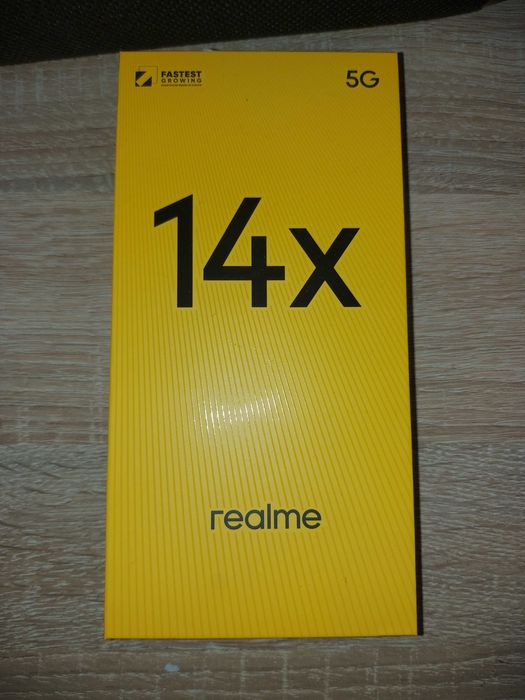 FASTEST
GROWING
5G
14x
realme